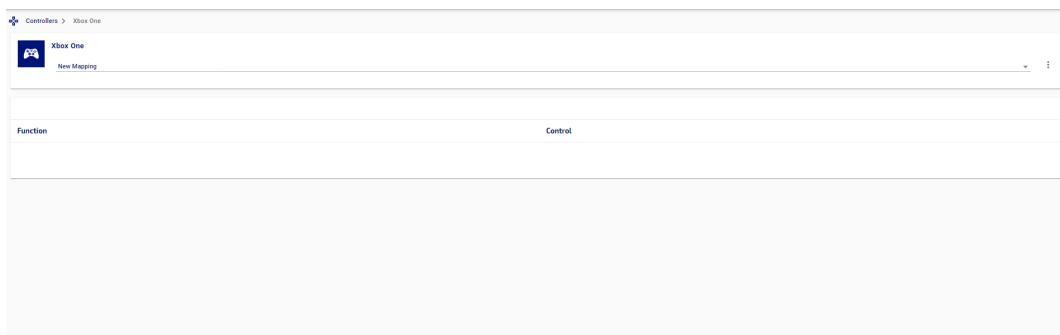 Controllers > Xbox One
Xbox One
New Mapping
Function Control